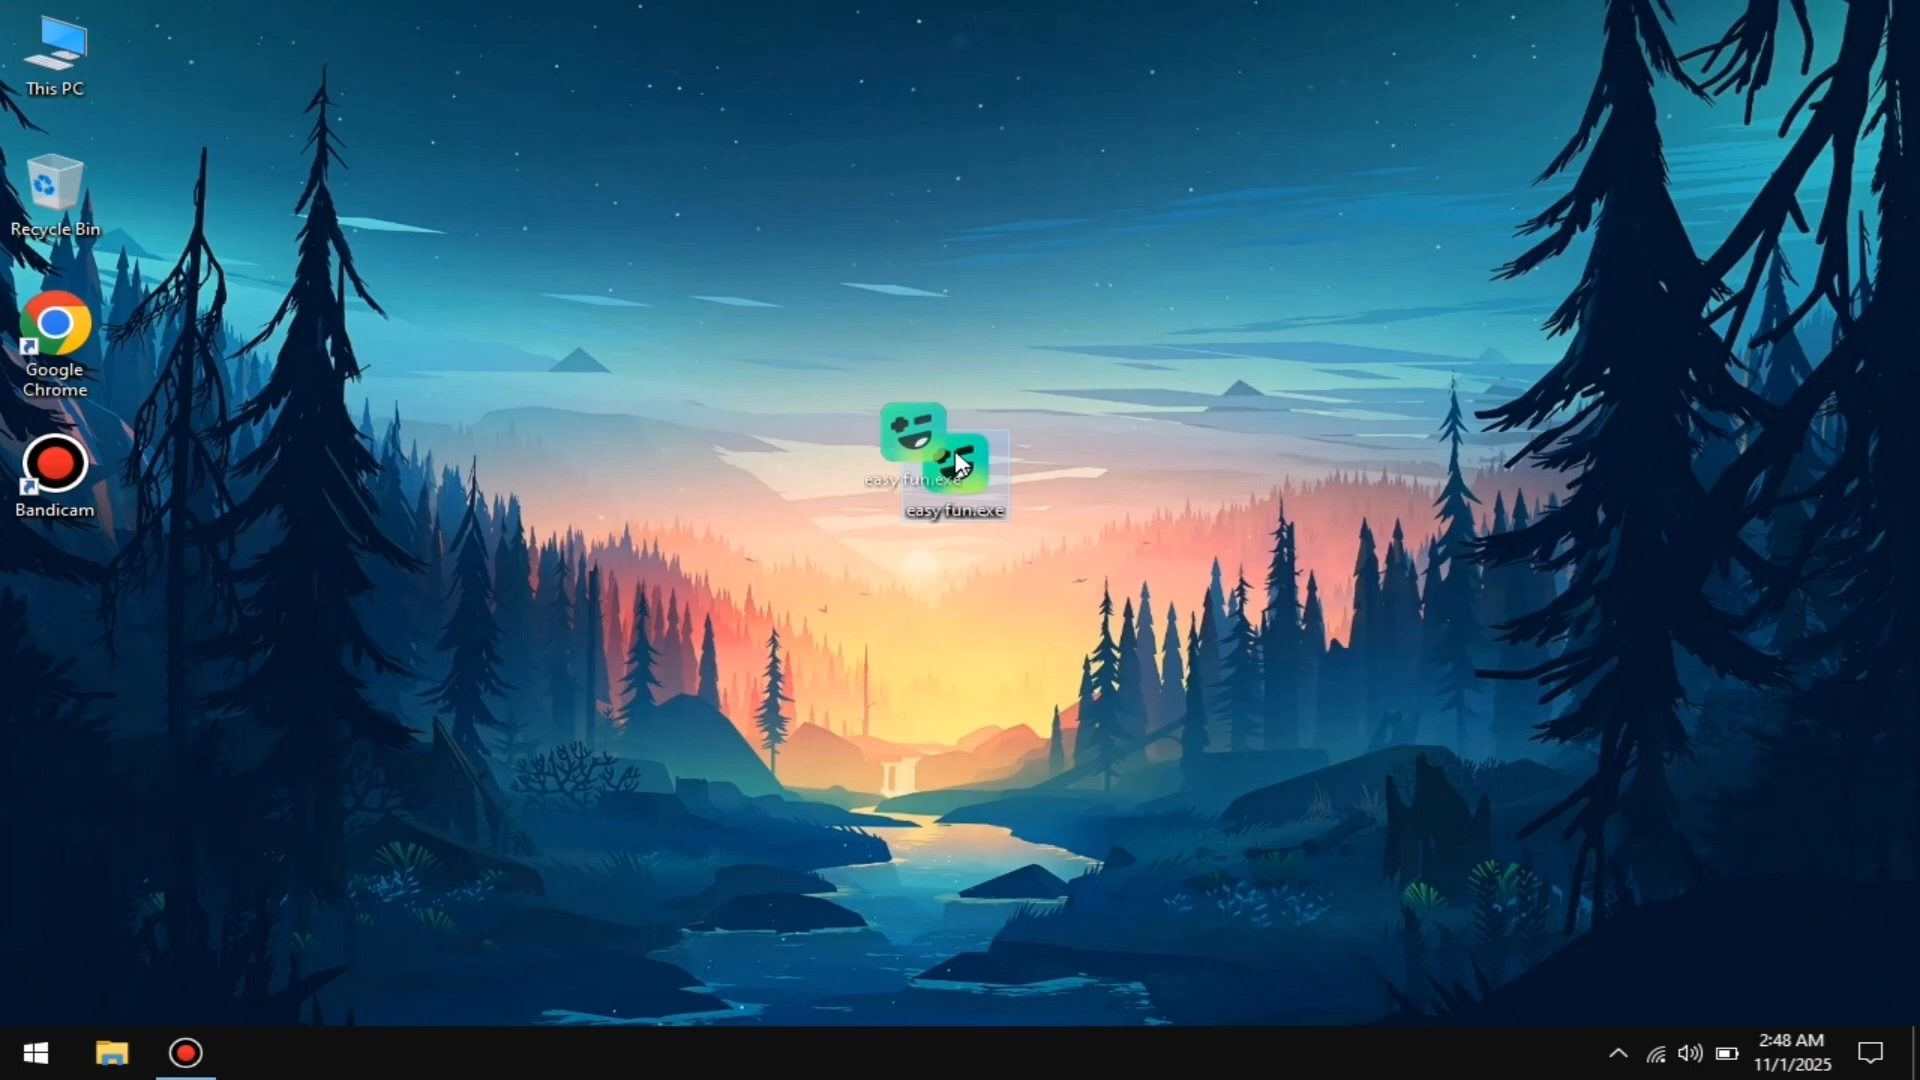 This PC
Recycle Bin
Google
Chrome
Bandicam
easy fun.exe
easy fun.exe
2:48 AM
11/1/2025